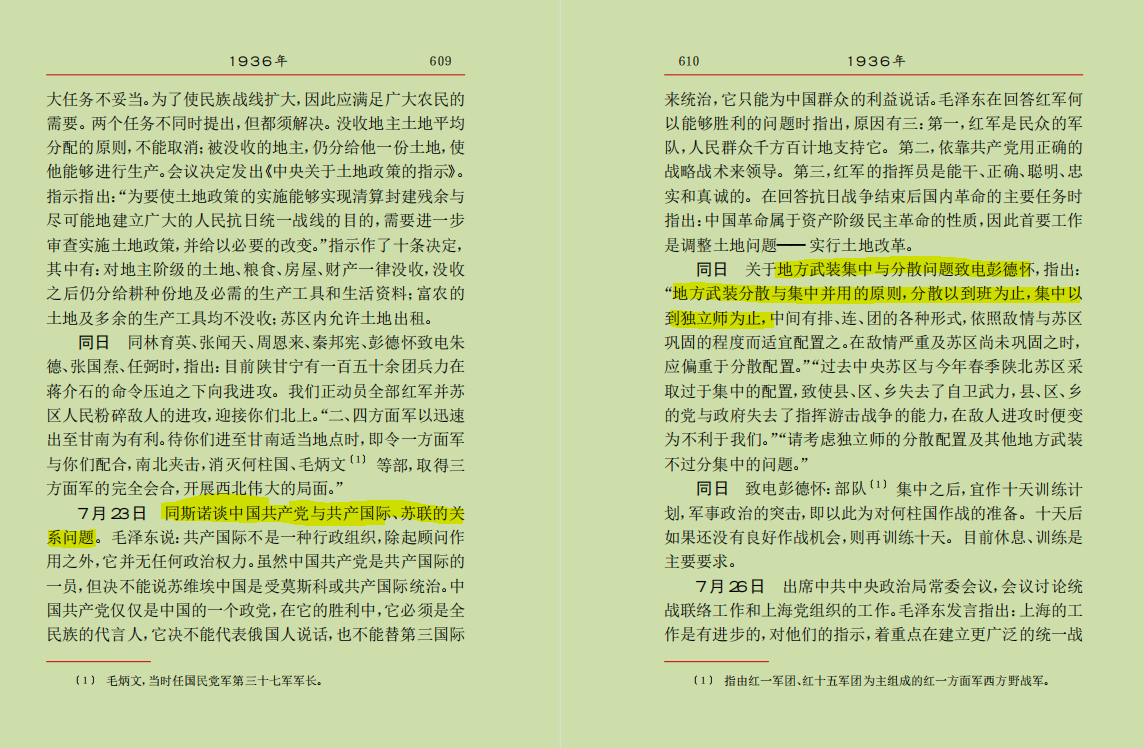 1936年 609
大任务不妥当。为了使民族战线扩大，因此应满足广大农民的
需要。两个任务不同时提出，但都须解决。没收地主土地平均
分配的原则，不能取消；被没收的地主，仍分给他一份土地，使
他能够进行生产。会议决定发出《中央关于土地政策的指示》。
指示指出：“为要使土地政策的实施能够实现清算封建残余与
尽可能地建立广大的人民抗日统一战线的目的，需要进一步
审查实施土地政策，并给以必要的改变。”指示作了十条决定，
其中有：对地主阶级的土地、粮食、房屋、财产一律没收，没收
之后仍分给耕种份地及必需的生产工具和生活资料；富农的
土地及多余的生产工具均不没收；苏区内允许土地出租。
同日 同林育英、张闻天、周恩来、秦邦宪、彭德怀致电朱
德、张国焘、任弼时，指出：目前陕甘宁有一百五十余团兵力在
蒋介石的命令压迫之下向我进攻。我们正动员全部红军并苏
区人民粉碎敌人的进攻，迎接你们北上。“二、四方面军以迅速
出至甘南为有利。待你们进至甘南适当地点时，即令一方面军
与你们配合，南北夹击，消灭何柱国、毛炳文〔1〕等部，取得三
方面军的完全会合，开展西北伟大的局面。”
7月23日 同斯诺谈中国共产党与共产国际、苏联的关
系问题。毛泽东说：共产国际不是一种行政组织，除起顾问作
用之外，它并无任何政治权力。虽然中国共产党是共产国际的
一员，但决不能说苏维埃中国是受莫斯科或共产国际统治。中
国共产党仅仅是中国的一个政党，在它的胜利中，它必须是全
民族的代言人，它决不能代表俄国人说话，也不能替第三国际
〔1〕 毛炳文，当时任国民党军第三十七军军长。
610 1936年
来统治，它只能为中国群众的利益说话。毛泽东在回答红军何
以能够胜利的问题时指出，原因有三：第一，红军是民众的军
队，人民群众千方百计地支持它。第二，依靠共产党用正确的
战略战术来领导。第三，红军的指挥员是能干、正确、聪明、忠
实和真诚的。在回答抗日战争结束后国内革命的主要任务时
指出：中国革命属于资产阶级民主革命的性质，因此首要工作
是调整土地问题——实行土地改革。
同日 关于地方武装集中与分散问题致电彭德怀，指出：
“地方武装分散与集中并用的原则，分散以到班为止，集中以
到独立师为止，中间有排、连、团的各种形式，依照敌情与苏区
巩固的程度而适宜配置之。在敌情严重及苏区尚未巩固之时，
应偏重于分散配置。”“过去中央苏区与今年春季陕北苏区采
取过于集中的配置，致使县、区、乡失去了自卫武力，县、区、乡
的党与政府失去了指挥游击战争的能力，在敌人进攻时便变
为不利于我们。”“请考虑独立师的分散配置及其他地方武装
不过分集中的问题。”
同日 致电彭德怀：部队〔1〕集中之后，宜作十天训练计
划，军事政治的突击，即以此为对何柱国作战的准备。十天后
如果还没有良好作战机会，则再训练十天。目前休息、训练是
主要要求。
7月26日 出席中共中央政治局常委会议，会议讨论统
战联络工作和上海党组织的工作。毛泽东发言指出：上海的工
作是有进步的，对他们的指示，着重点在建立更广泛的统一战
〔1〕 指由红一军团、红十五军团为主组成的红一方面军西方野战军。